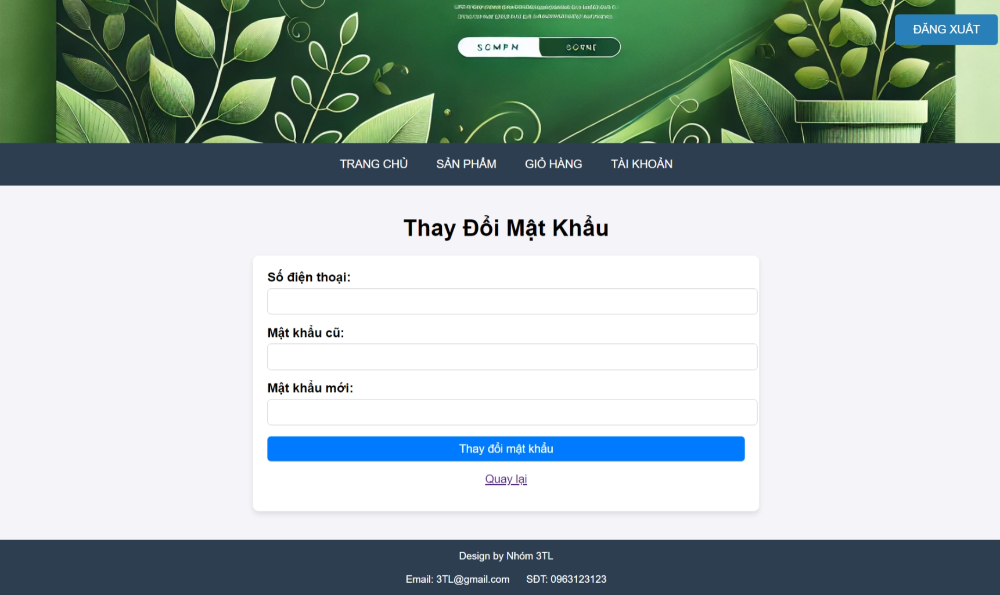 ĐĂNG XUẤT
SOMPN
TRANG CHỦ SẢN PHẨM GIỎ HÀNG TÀI KHOẢN
Thay Đổi Mật Khẩu
Số điện thoại:
Mật khẩu cũ:
Mật khẩu mới:
Thay đổi mật khẩu
Quay lại
Design by Nhóm 3TL
Email: 3TL@gmail.com SĐT: 0963123123